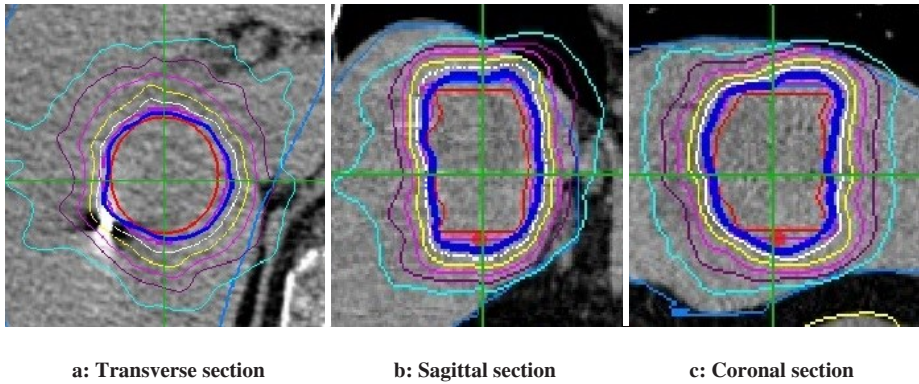 a: Transverse section
b: Sagittal section
c: Coronal section